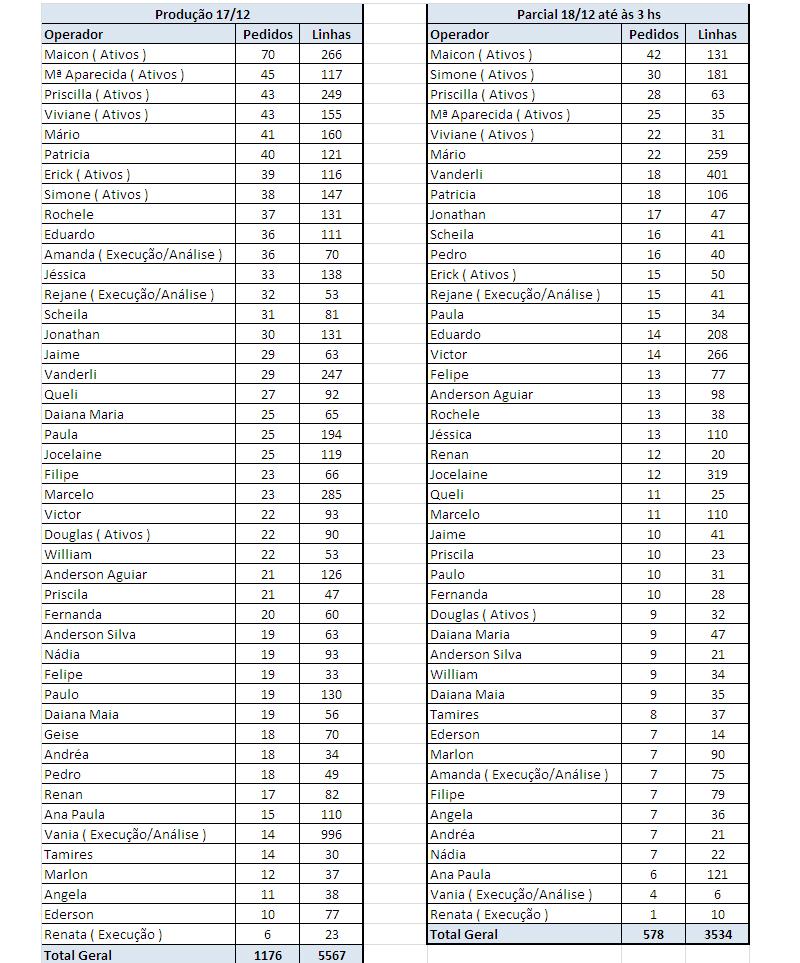 Produção 17/12
Operador Pedidos Linhas
Maicon ( Ativos ) 70 266
Mª Aparecida ( Ativos ) 45 117
Priscilla ( Ativos ) 43 249
Viviane ( Ativos ) 43 155
Mário 41 160
Patricia 40 121
Erick ( Ativos ) 39 116
Simone ( Ativos ) 38 147
Rochele 37 131
Eduardo 36 111
Amanda ( Execução/Análise ) 36 70
Jéssica 33 138
Rejane ( Execução/Análise ) 32 53
Scheila 31 81
Jonathan 30 131
Jaime 29 63
Vanderli 29 247
Queli 27 92
Daiana Maria 25 65
Paula 25 194
Jocelaine 25 119
Filipe 23 66
Marcelo 23 285
Victor 22 93
Douglas ( Ativos ) 22 90
William 22 53
Anderson Aguiar 21 126
Priscila 21 47
Fernanda 20 60
Anderson Silva 19 63
Nádia 19 93
Felipe 19 33
Paulo 19 130
Daiana Maia 19 56
Geise 18 70
Andréa 18 34
Pedro 18 49
Renan 17 82
Ana Paula 15 110
Vania ( Execução/Análise ) 14 996
Tamires 14 30
Marlon 12 37
Angela 11 38
Ederson 10 77
Renata ( Execução ) 6 23
Total Geral 1176 5567
Parcial 18/12 até às 3 hs
Operador Pedidos Linhas
Maicon ( Ativos ) 42 131
Simone ( Ativos ) 30 181
Priscilla ( Ativos ) 28 63
Mª Aparecida ( Ativos ) 25 35
Viviane ( Ativos ) 22 31
Mário 22 259
Vanderli 18 401
Patricia 18 106
Jonathan 17 47
Scheila 16 41
Pedro 16 40
Erick ( Ativos ) 15 50
Rejane ( Execução/Análise ) 15 41
Paula 15 34
Eduardo 14 208
Victor 14 266
Felipe 13 77
Anderson Aguiar 13 98
Rochele 13 38
Jéssica 13 110
Renan 12 20
Jocelaine 12 319
Queli 11 25
Marcelo 11 110
Jaime 10 41
Priscila 10 23
Paulo 10 31
Fernanda 10 28
Douglas ( Ativos ) 9 32
Daiana Maria 9 47
Anderson Silva 9 21
William 9 34
Daiana Maia 9 35
Tamires 8 37
Ederson 7 14
Marlon 7 90
Amanda ( Execução/Análise ) 7 75
Filipe 7 79
Angela 7 36
Andréa 7 21
Nádia 7 22
Ana Paula 6 121
Vania ( Execução/Análise ) 4 6
Renata ( Execução ) 1 10
Total Geral 578 3534